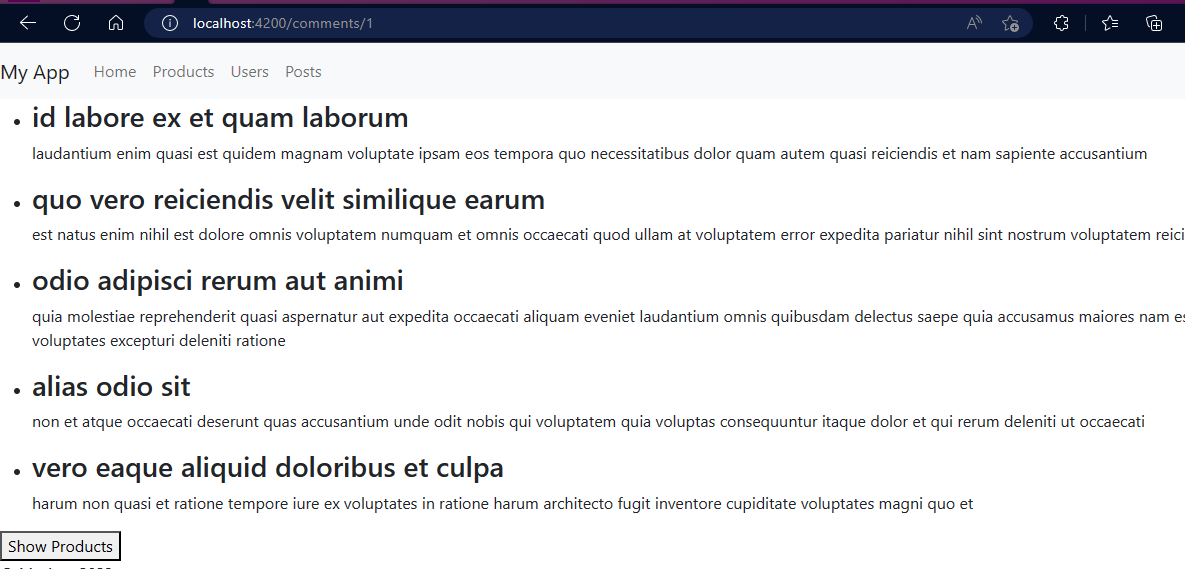 localhost:4200/comments/1
My App Home Products Users Posts
id labore ex et quam laborum
laudantium enim quasi est quidem magnam voluptate ipsam eos tempora quo necessitatibus dolor quam autem quasi reiciendis et nam sapiente accusantium
quo vero reiciendis velit similique earum
est natus enim nihil est dolore omnis voluptatem numquam et omnis occaecati quod ullam at voluptatem error expedita pariatur nihil sint nostrum voluptatem reici
odio adipisci rerum aut animi
quia molestiae reprehenderit quasi aspernatur aut expedita occaecati aliquam eveniet laudantium omnis quibusdam delectus saepe quia accusamus maiores nam es
voluptates excepturi deleniti ratione
alias odio sit
non et atque occaecati deserunt quas accusantium unde odit nobis qui voluptatem quia voluptas consequuntur itaque dolor et qui rerum deleniti ut occaecati
vero eaque aliquid doloribus et culpa
harum non quasi et ratione tempore iure ex voluptates in ratione harum architecto fugit inventore cupiditate voluptates magni quo et
Show Products